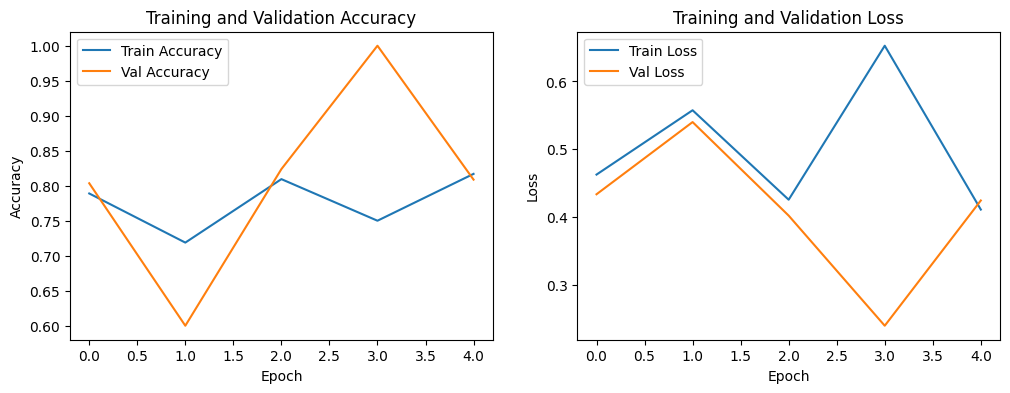 Training and Validation Accuracy
Train Accuracy
Val Accuracy
1.00
0.95
0.90
0.85
0.80
0.75
0.70
0.65
0.60
Accuracy
0.0 0.5 1.0 1.5 2.0 2.5 3.0 3.5 4.0
Epoch
Training and Validation Loss
Train Loss
Val Loss
0.6
0.5
0.4
0.3
Loss
0.0 0.5 1.0 1.5 2.0 2.5 3.0 3.5 4.0
Epoch